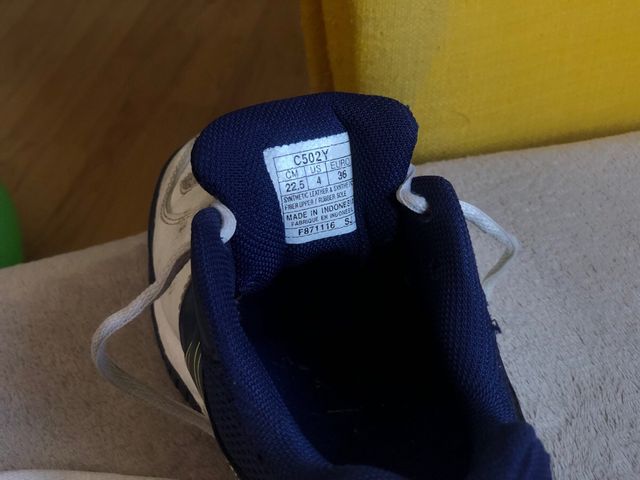 C502Y
CM US EURO
22.5 4 36
SYNTHETIC LEATHER & SYNTHETIC
FIBER UPPER / RUBBER SOLE
MADE IN INDONESIA
FABRIQUE EN INDONESIE
F871116 S.